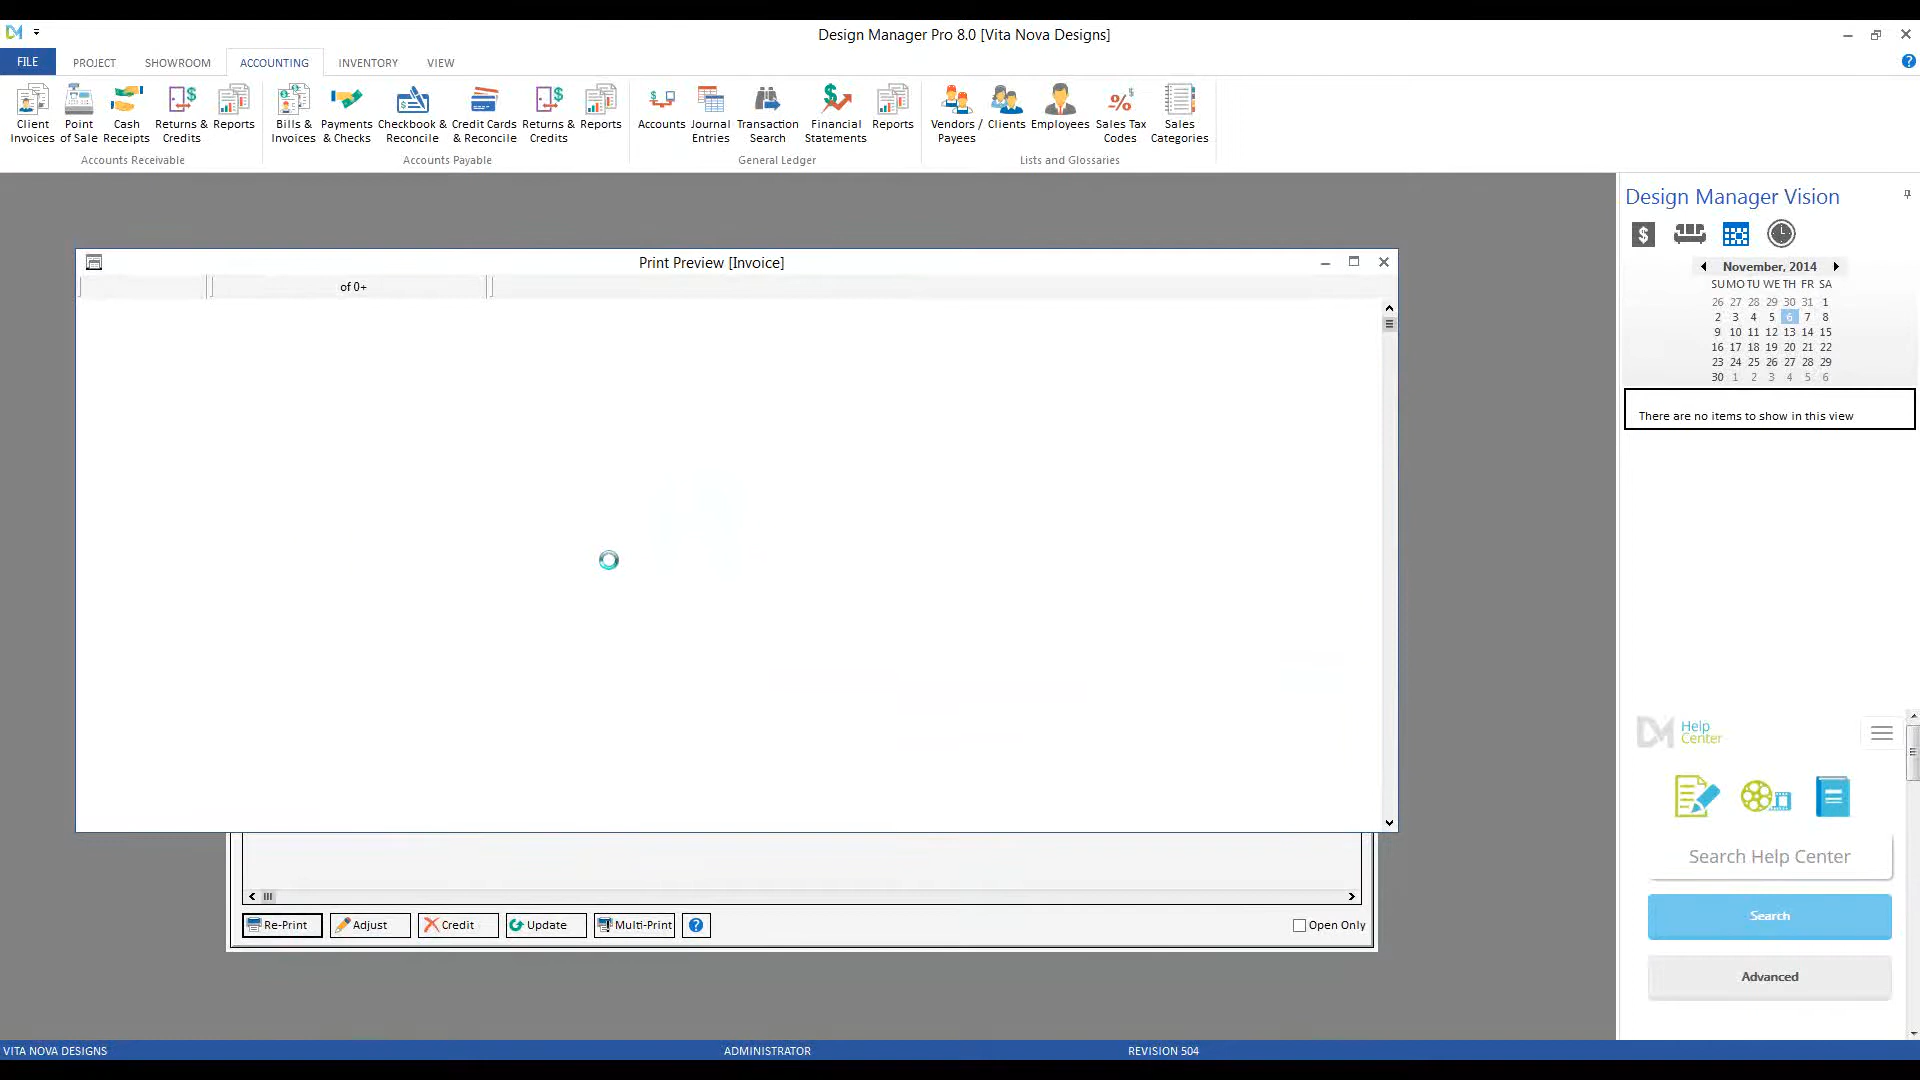 Design Manager Pro 8.0 [Vita Nova Designs]
FILE PROJECT SHOWROOM ACCOUNTING INVENTORY VIEW
Client Invoices
Point of Sale
Cash Receipts
Returns & Credits
Reports
Accounts Receivable
Bills & Invoices
Payments & Checks
Checkbook & Reconcile
Credit Cards & Reconcile
Returns & Credits
Reports
Accounts Payable
Accounts
Journal Entries
Transaction Search
Financial Statements
Reports
General Ledger
Vendors / Payees
Clients
Employees
Sales Tax Codes
Sales Categories
Lists and Glossaries
Print Preview [Invoice]
of 0+
Re-Print Adjust Credit Update Multi-Print Open Only
Design Manager Vision
November, 2014
SU MO TU WE TH FR SA
26 27 28 29 30 31 1
2 3 4 5 6 7 8
9 10 11 12 13 14 15
16 17 18 19 20 21 22
23 24 25 26 27 28 29
30 1 2 3 4 5 6
There are no items to show in this view
DM Help Center
Search Help Center
Search
Advanced
VITA NOVA DESIGNS ADMINISTRATOR REVISION 504